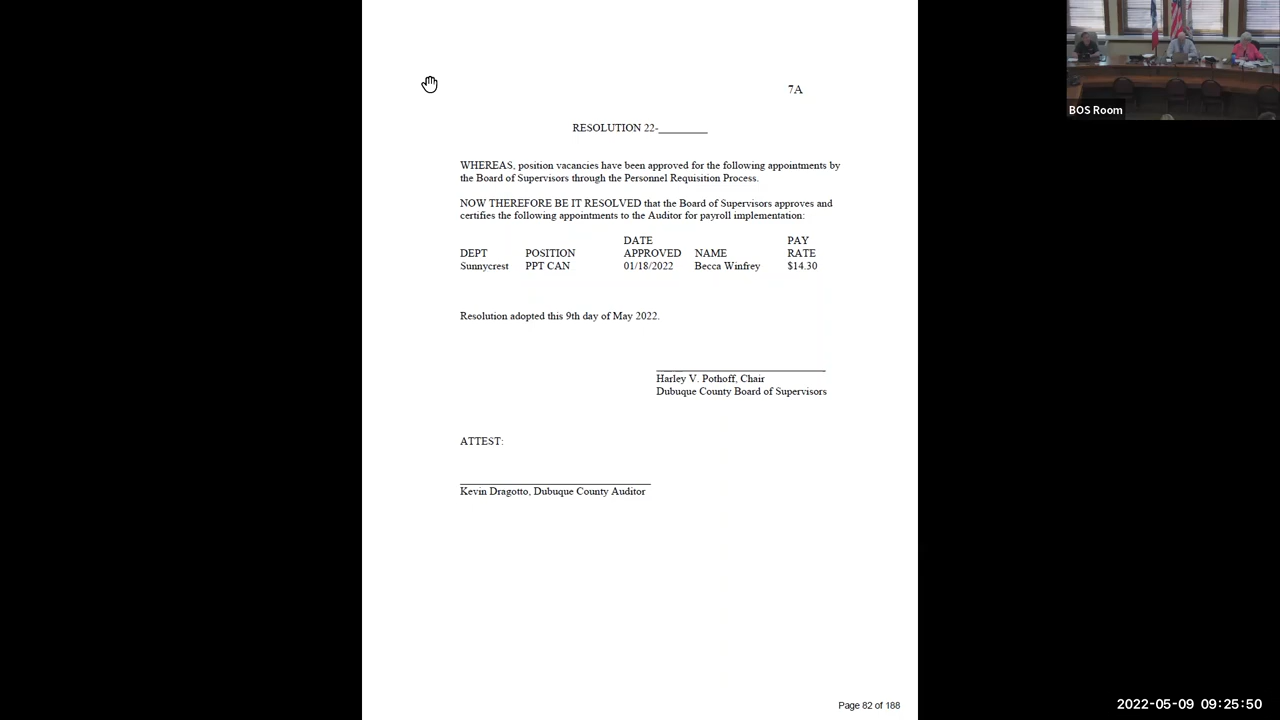 7A
RESOLUTION 22-________
WHEREAS, position vacancies have been approved for the following appointments by
the Board of Supervisors through the Personnel Requisition Process.
NOW THEREFORE BE IT RESOLVED that the Board of Supervisors approves and
certifies the following appointments to the Auditor for payroll implementation:
DATE PAY
DEPT POSITION APPROVED NAME RATE
Sunnycrest PPT CAN 01/18/2022 Becca Winfrey $14.30
Resolution adopted this 9th day of May 2022.
Harley V. Pothoff, Chair
Dubuque County Board of Supervisors
ATTEST:
Kevin Dragotto, Dubuque County Auditor
Page 82 of 188
BOS Room
2022-05-09 09:25:50